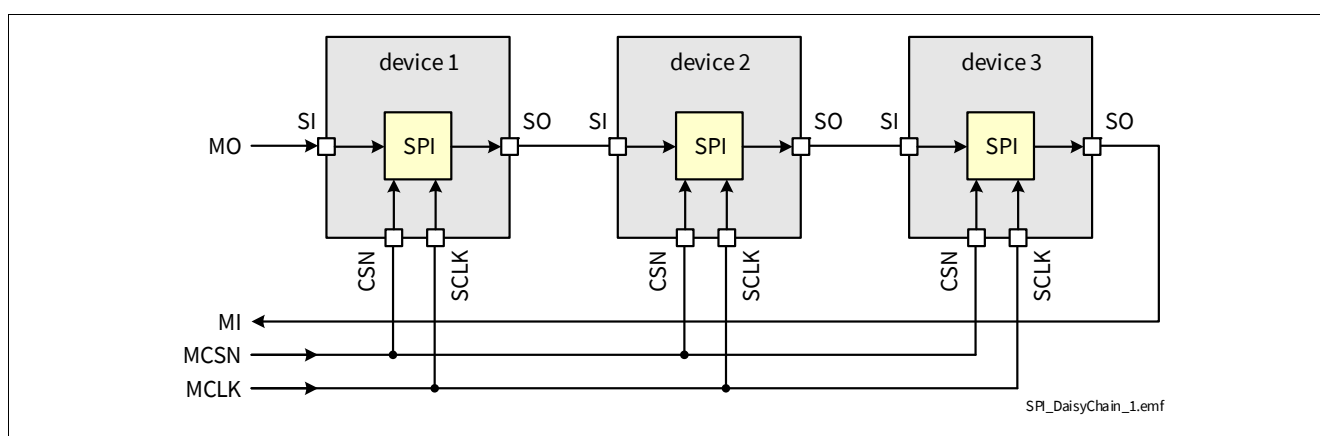 device 1 device 2 device 3
SI SO SI SO SI SO
MO SPI SPI SPI
CSN SCLK CSN SCLK CSN SCLK
MI
MCSN
MCLK
SPI_DaisyChain_1.emf